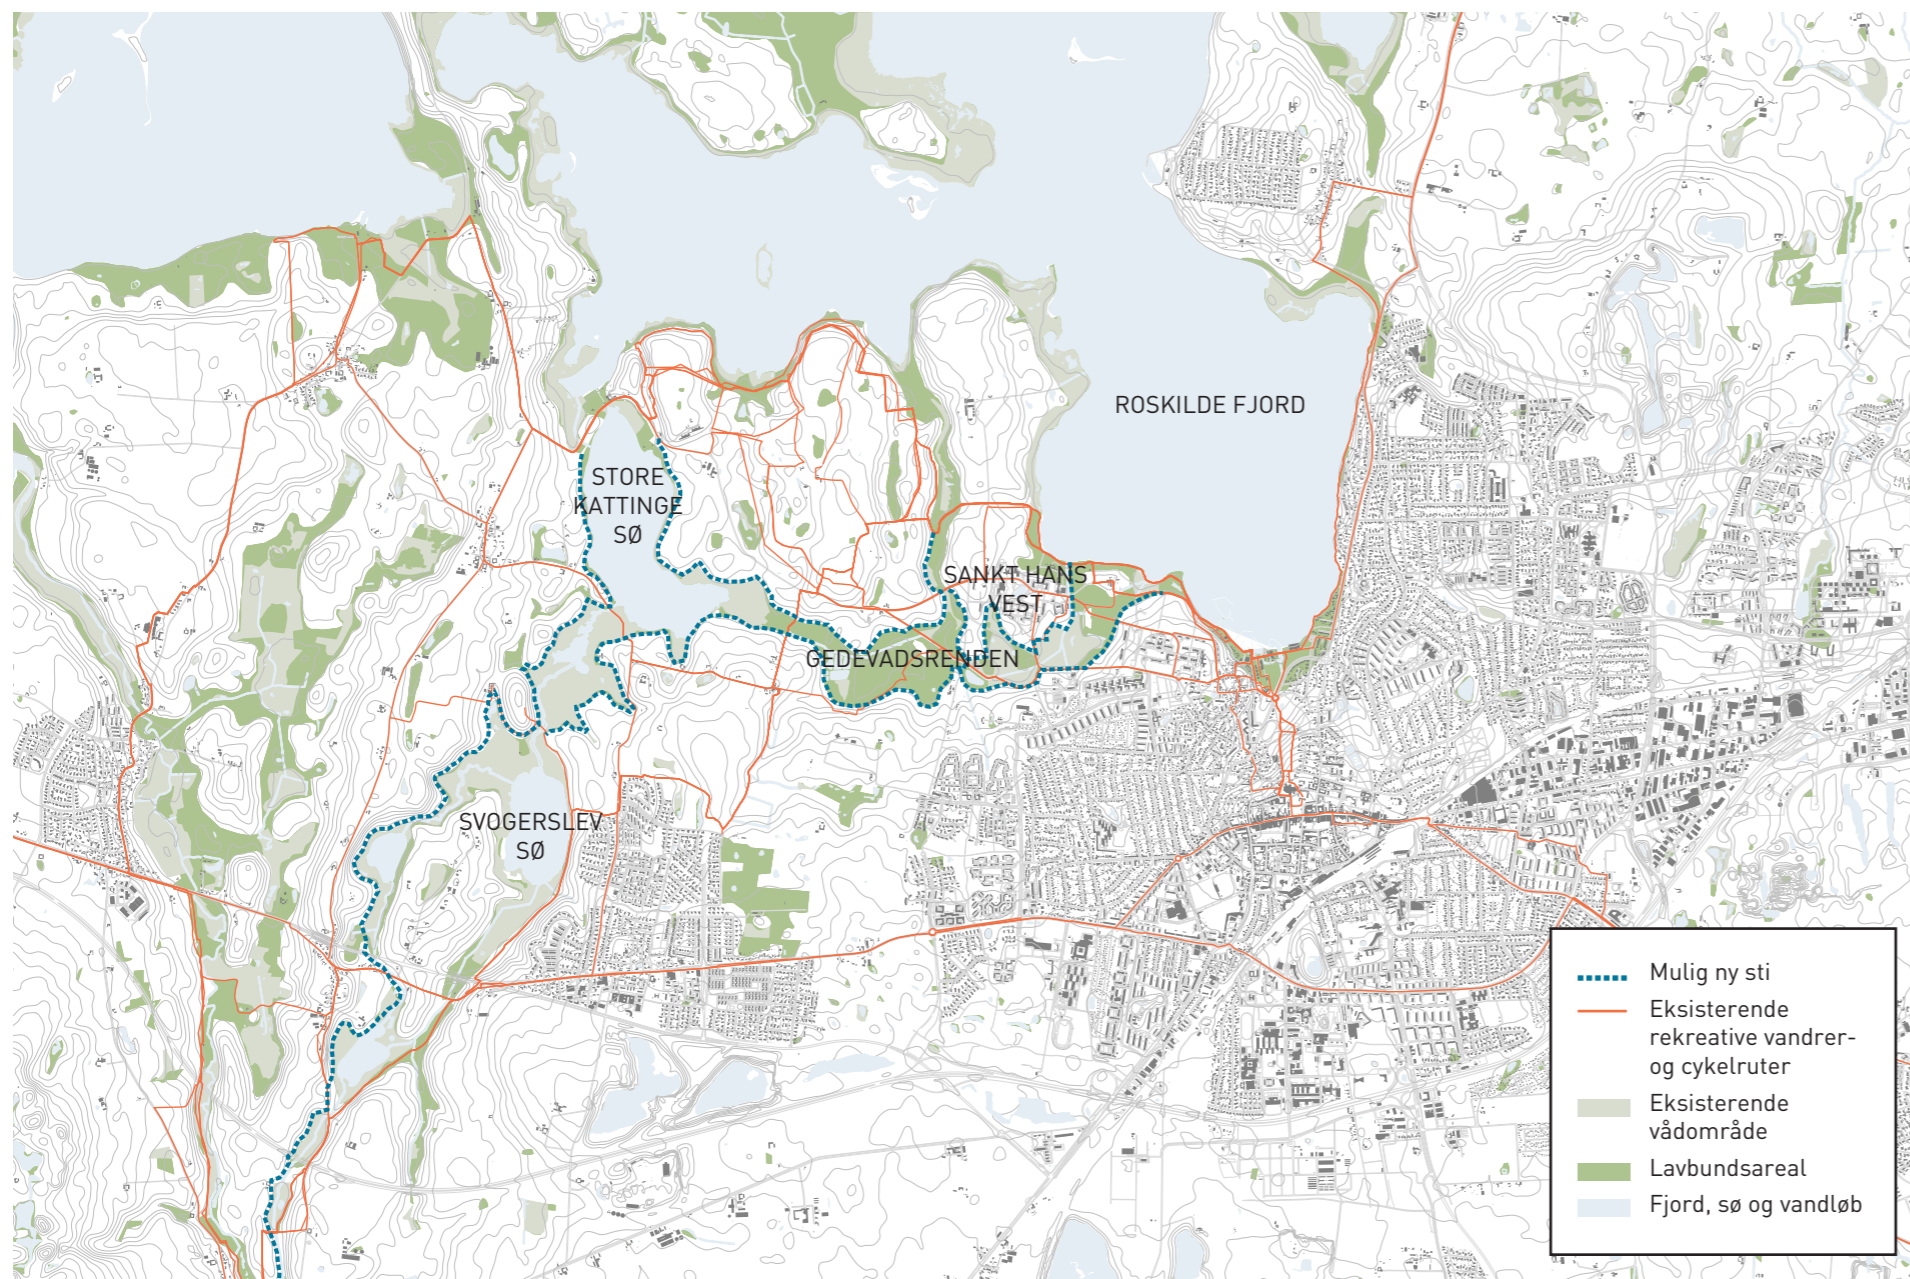 ROSKILDE FJORD
STORE
KATTINGE
SØ
SANKT HANS
VEST
GEDEVADSRENDEN
SVOGERSLEV
SØ
Mulig ny sti
Eksisterende
rekreative vandrer-
og cykelruter
Eksisterende
vådområde
Lavbundsareal
Fjord, sø og vandløb